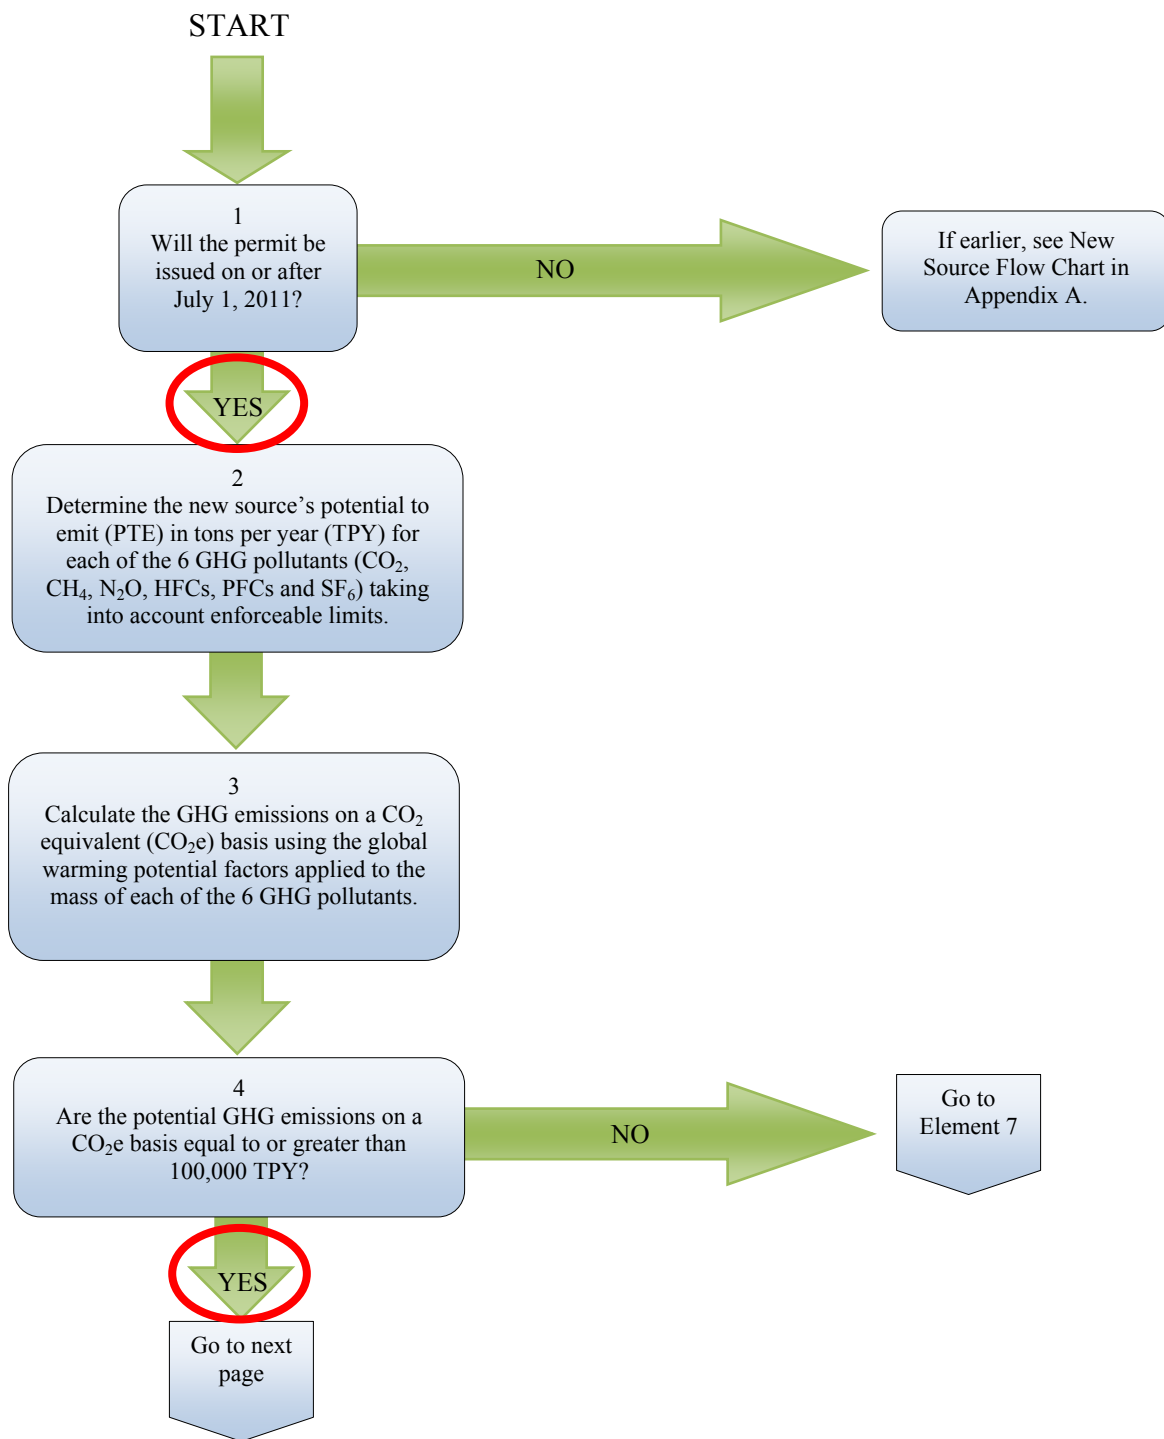 START
1
Will the permit be
issued on or after
July 1, 2011?
NO
If earlier, see New
Source Flow Chart in
Appendix A.
YES
2
Determine the new source’s potential to
emit (PTE) in tons per year (TPY) for
each of the 6 GHG pollutants (CO₂,
CH₄, N₂O, HFCs, PFCs and SF₆) taking
into account enforceable limits.
3
Calculate the GHG emissions on a CO₂
equivalent (CO₂e) basis using the global
warming potential factors applied to the
mass of each of the 6 GHG pollutants.
4
Are the potential GHG emissions on a
CO₂e basis equal to or greater than
100,000 TPY?
NO
Go to
Element 7
YES
Go to next
page